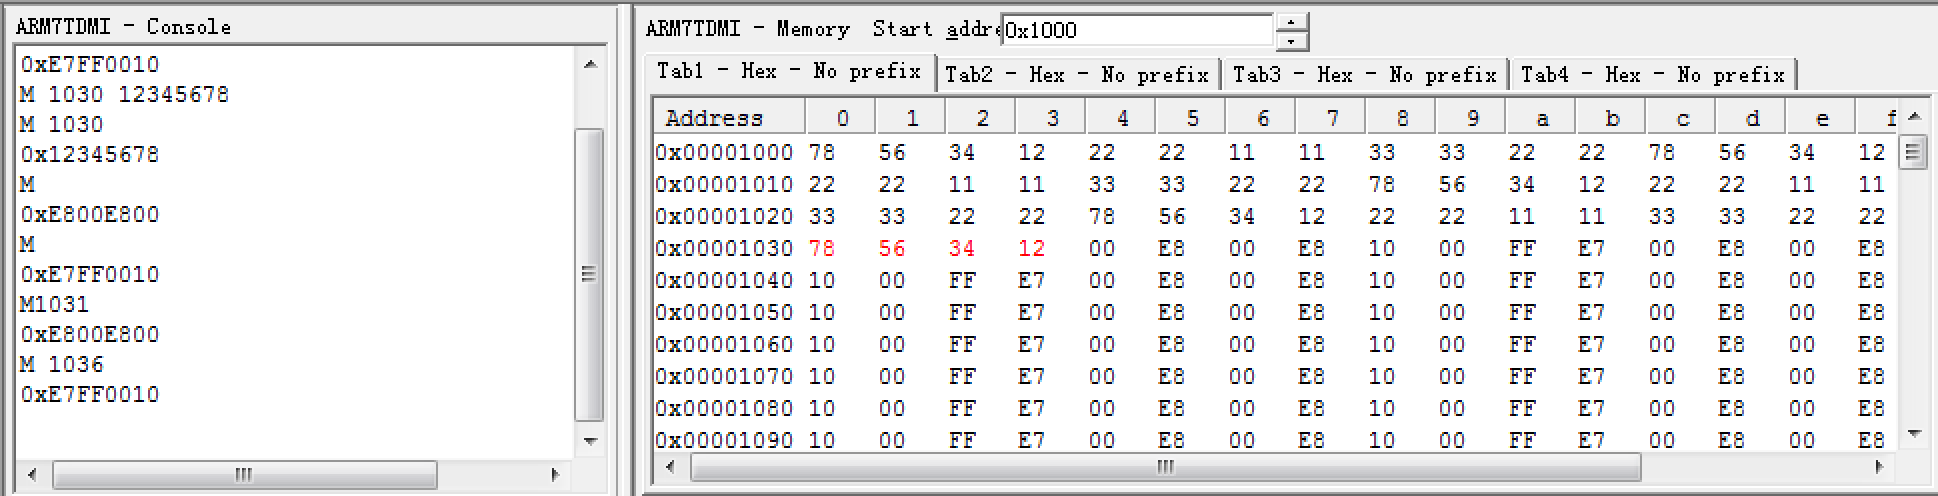 ARM7TDMI - Console
0xE7FF0010
M 1030 12345678
M 1030
0x12345678
M
0xE800E800
M
0xE7FF0010
M1031
0xE800E800
M 1036
0xE7FF0010
ARM7TDMI - Memory Start addre 0x1000
Tab1 - Hex - No prefix Tab2 - Hex - No prefix Tab3 - Hex - No prefix Tab4 - Hex - No prefix
Address 0 1 2 3 4 5 6 7 8 9 a b c d e f
0x00001000 78 56 34 12 22 22 11 11 33 33 22 22 78 56 34 12
0x00001010 22 22 11 11 33 33 22 22 78 56 34 12 22 22 11 11
0x00001020 33 33 22 22 78 56 34 12 22 22 11 11 33 33 22 22
0x00001030 78 56 34 12 00 E8 00 E8 10 00 FF E7 00 E8 00 E8
0x00001040 10 00 FF E7 00 E8 00 E8 10 00 FF E7 00 E8 00 E8
0x00001050 10 00 FF E7 00 E8 00 E8 10 00 FF E7 00 E8 00 E8
0x00001060 10 00 FF E7 00 E8 00 E8 10 00 FF E7 00 E8 00 E8
0x00001070 10 00 FF E7 00 E8 00 E8 10 00 FF E7 00 E8 00 E8
0x00001080 10 00 FF E7 00 E8 00 E8 10 00 FF E7 00 E8 00 E8
0x00001090 10 00 FF E7 00 E8 00 E8 10 00 FF E7 00 E8 00 E8